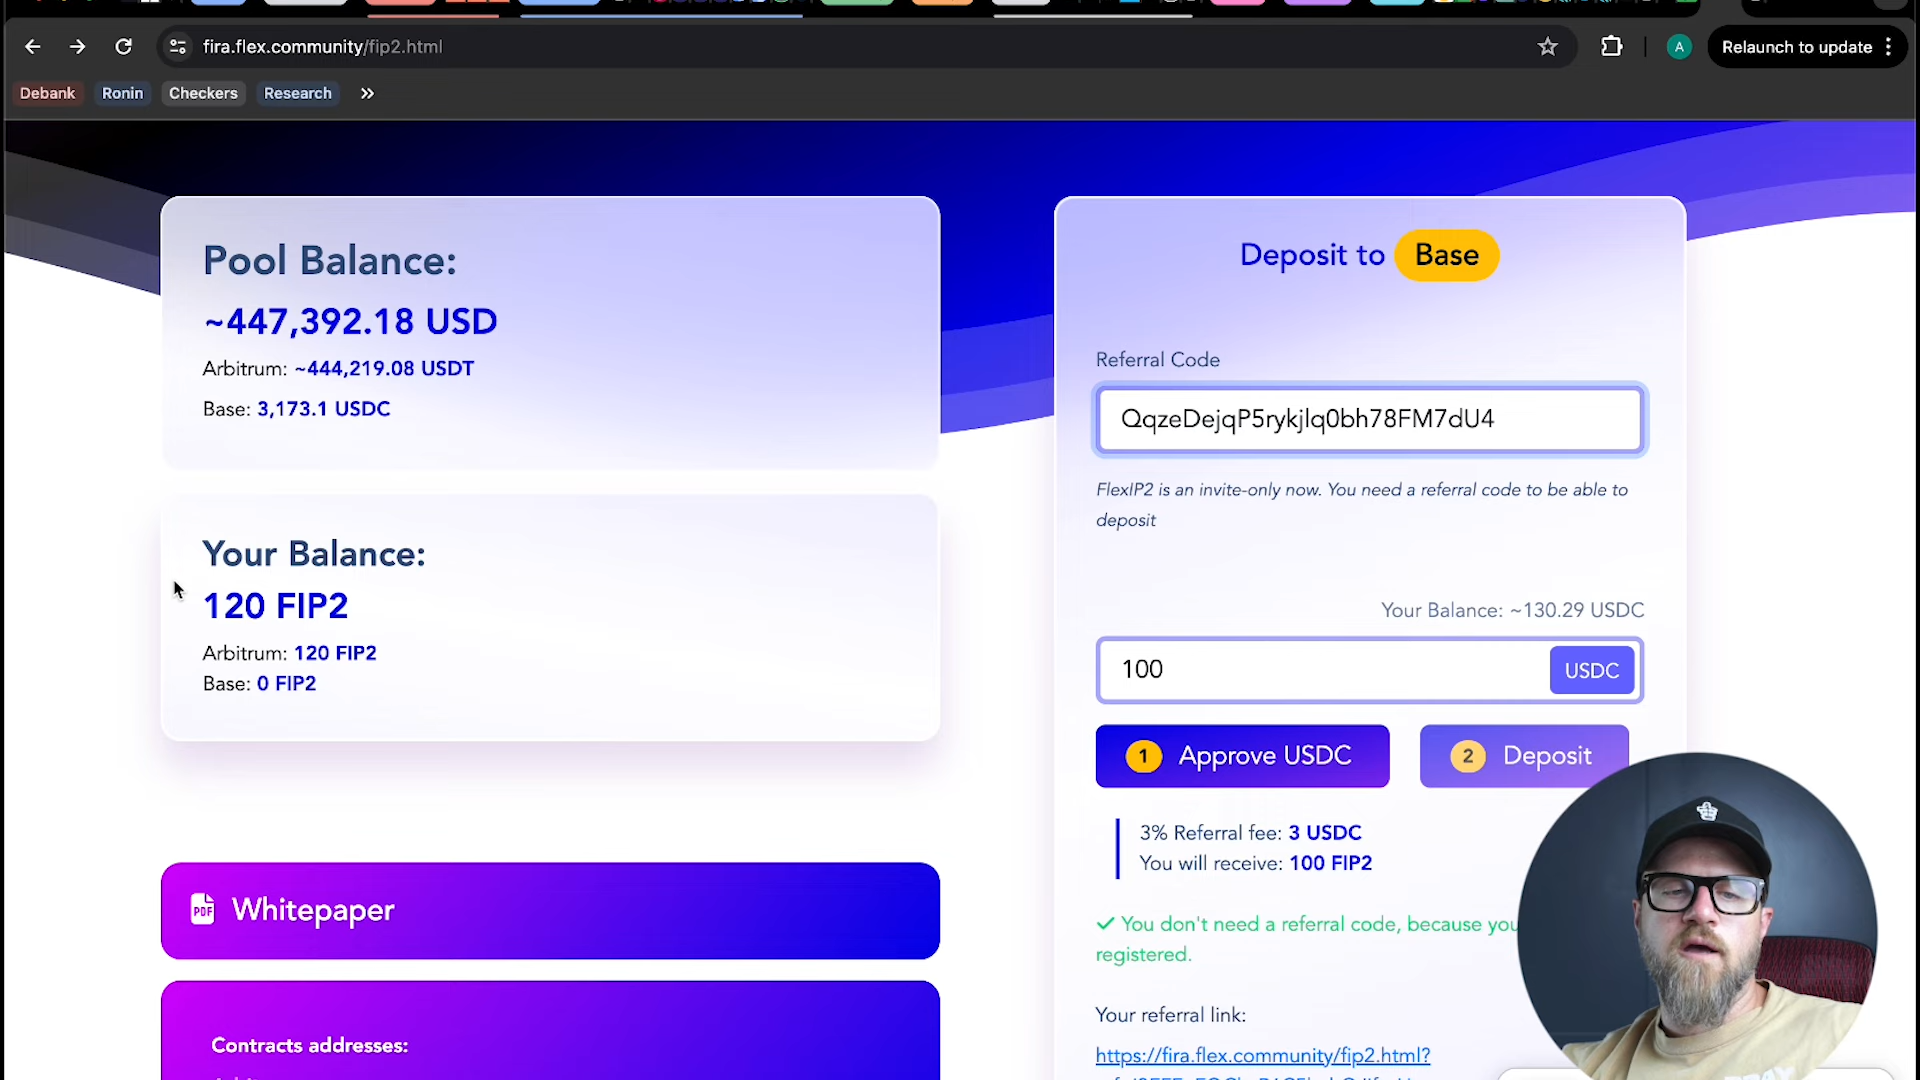 fira.flex.community/fip2.html
A
Relaunch to update
Debank
Ronin
Checkers
Research
Pool Balance:
~447,392.18 USD
Arbitrum: ~444,219.08 USDT
Base: 3,173.1 USDC
Your Balance:
120 FIP2
Arbitrum: 120 FIP2
Base: 0 FIP2
PDF
Whitepaper
Contracts addresses:
Deposit to Base
Referral Code
QqzeDejqP5rykjlq0bh78FM7dU4
FlexIP2 is an invite-only now. You need a referral code to be able to
deposit
Your Balance: ~130.29 USDC
100
USDC
1 Approve USDC
2 Deposit
3% Referral fee: 3 USDC
You will receive: 100 FIP2
You don't need a referral code, because you
registered.
Your referral link:
https://fira.flex.community/fip2.html?